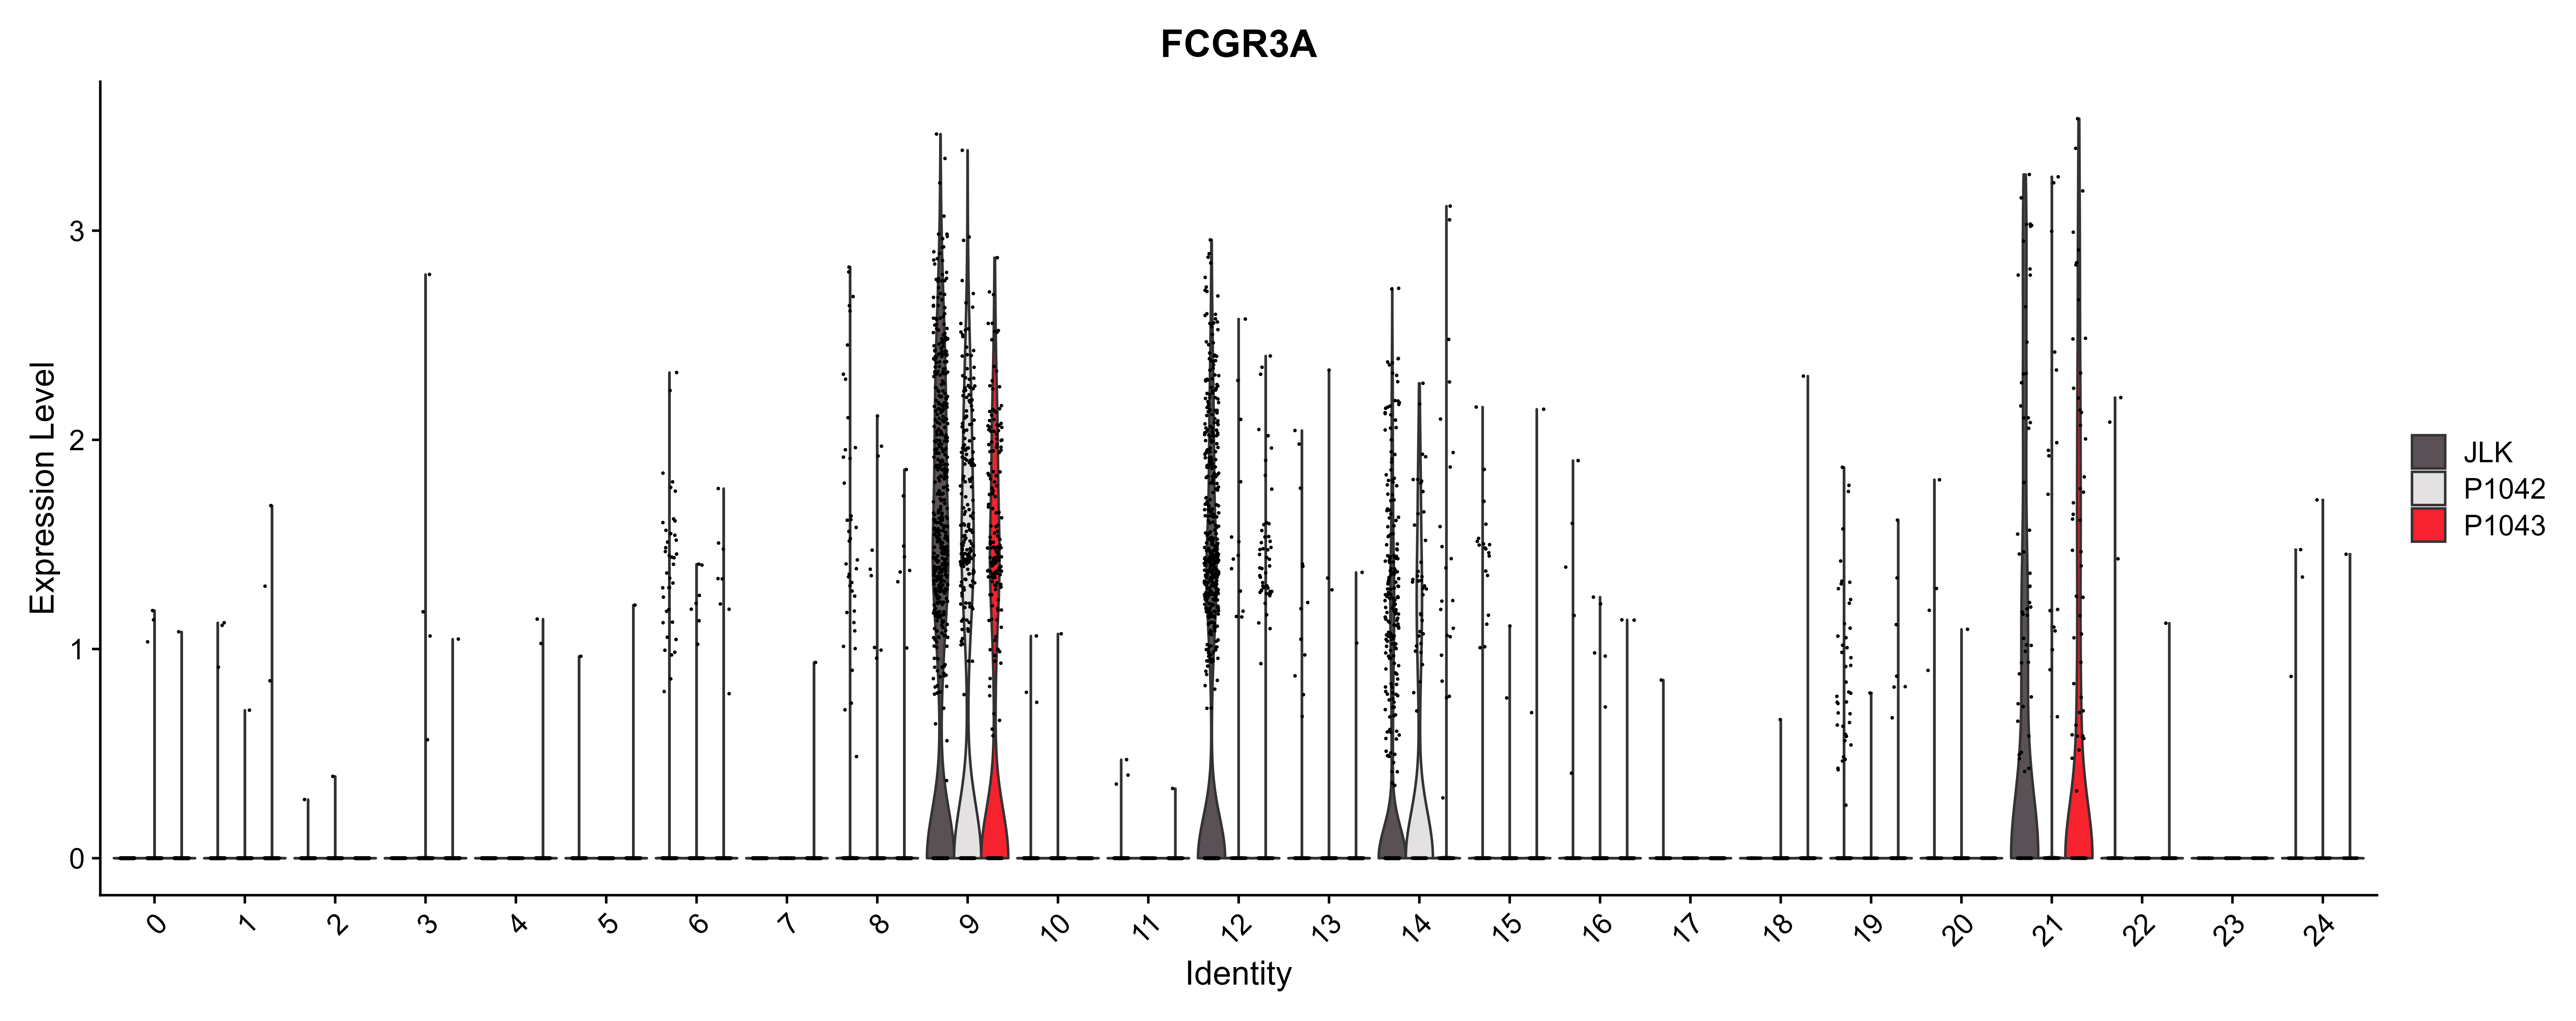 FCGR3A
Expression Level
3
2
1
0
JLK
P1042
P1043
0 1 2 3 4 5 6 7 8 9 10 11 12 13 14 15 16 17 18 19 20 21 22 23 24
Identity